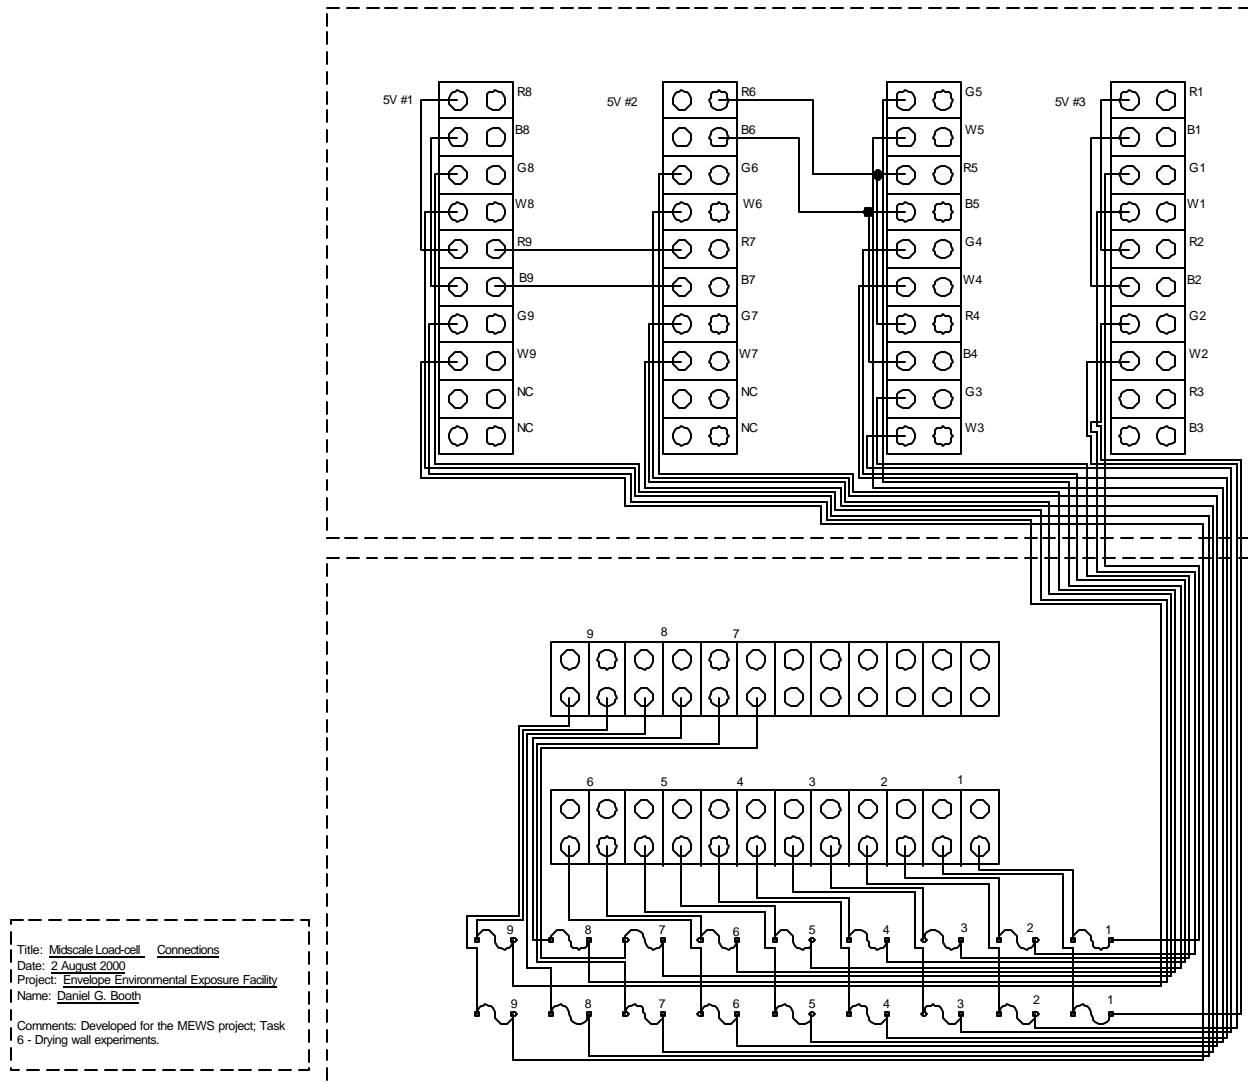 5V #1 R8 5V #2 R6 G5 5V #3 R1
B8 B6 W5 B1
G8 G6 R5 G1
W8 W6 B5 W1
R9 R7 G4 R2
B9 B7 W4 B2
G9 G7 R4 G2
W9 W7 B4 W2
NC NC G3 R3
NC NC W3 B3
9 8 7
6 5 4 3 2 1
9 8 7 6 5 4 3 2 1
9 8 7 6 5 4 3 2 1
Title: Midscale Load-cell Connections
Date: 2 August 2000
Project: Envelope Environmental Exposure Facility
Name: Daniel G. Booth
Comments: Developed for the MEWS project; Task
6 - Drying wall experiments.